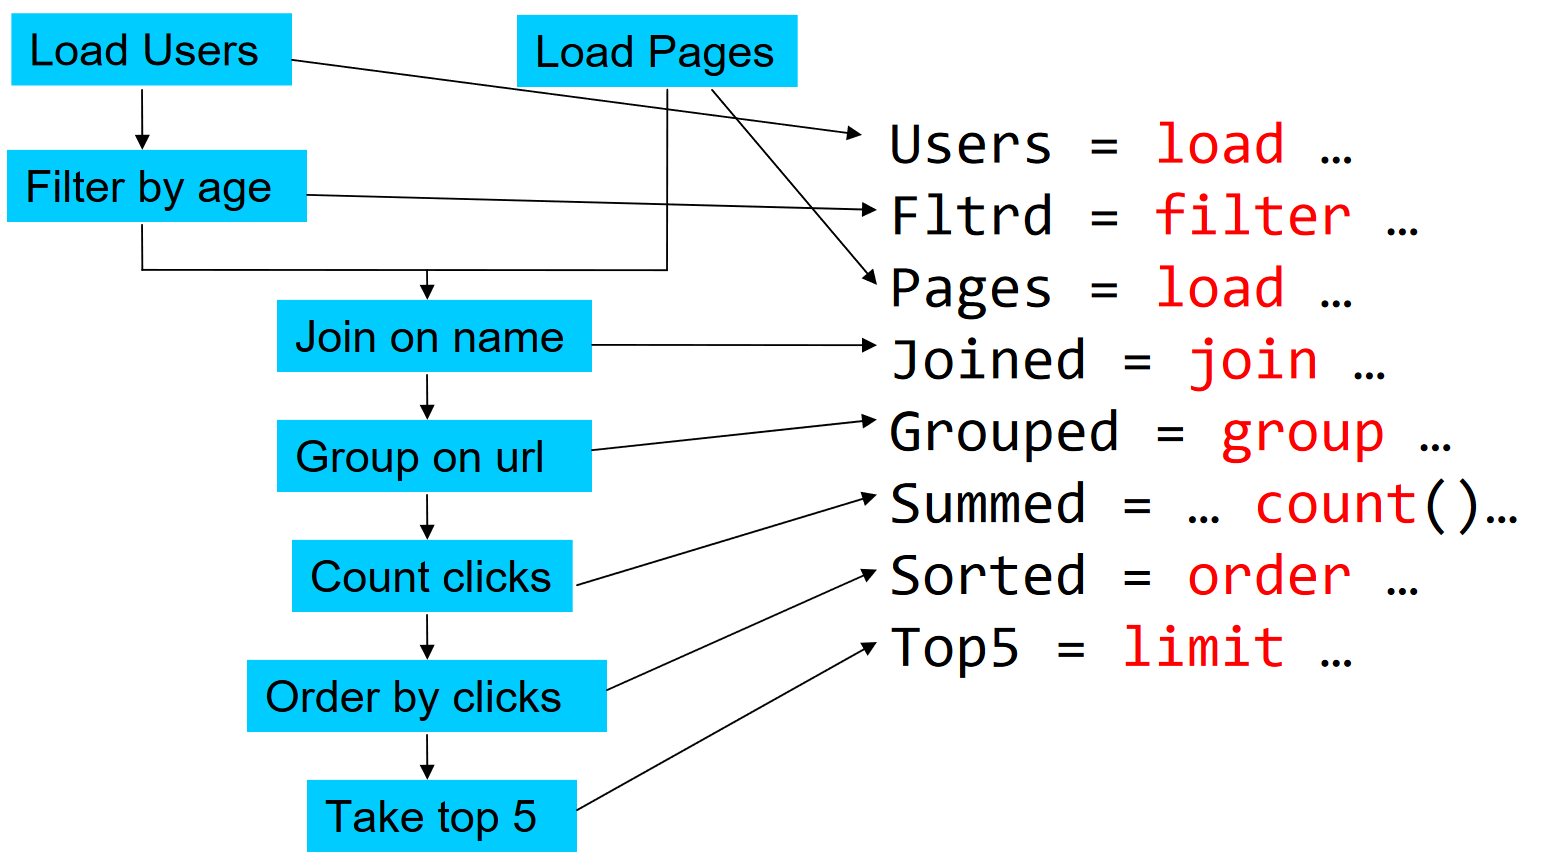 Load Users
Load Pages
Filter by age
Join on name
Group on url
Count clicks
Order by clicks
Take top 5
Users = load …
Fltrd = filter …
Pages = load …
Joined = join …
Grouped = group …
Summed = … count()…
Sorted = order …
Top5 = limit …